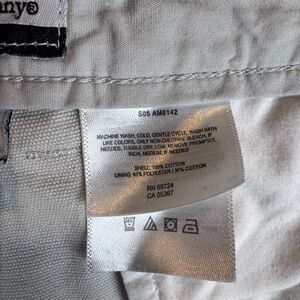 nny®
S05 AM8142
MACHINE WASH, COLD, GENTLE CYCLE, WASH WITH
LIKE COLORS, ONLY NON-CHLORINE BLEACH, IF
NEEDED, TUMBLE DRY, LOW, REMOVE PROMPTLY,
IRON, MEDIUM, IF NEEDED
SHELL: 100% COTTON
LINING: 65% POLYESTER / 35% COTTON
RN 69724
CA 05367